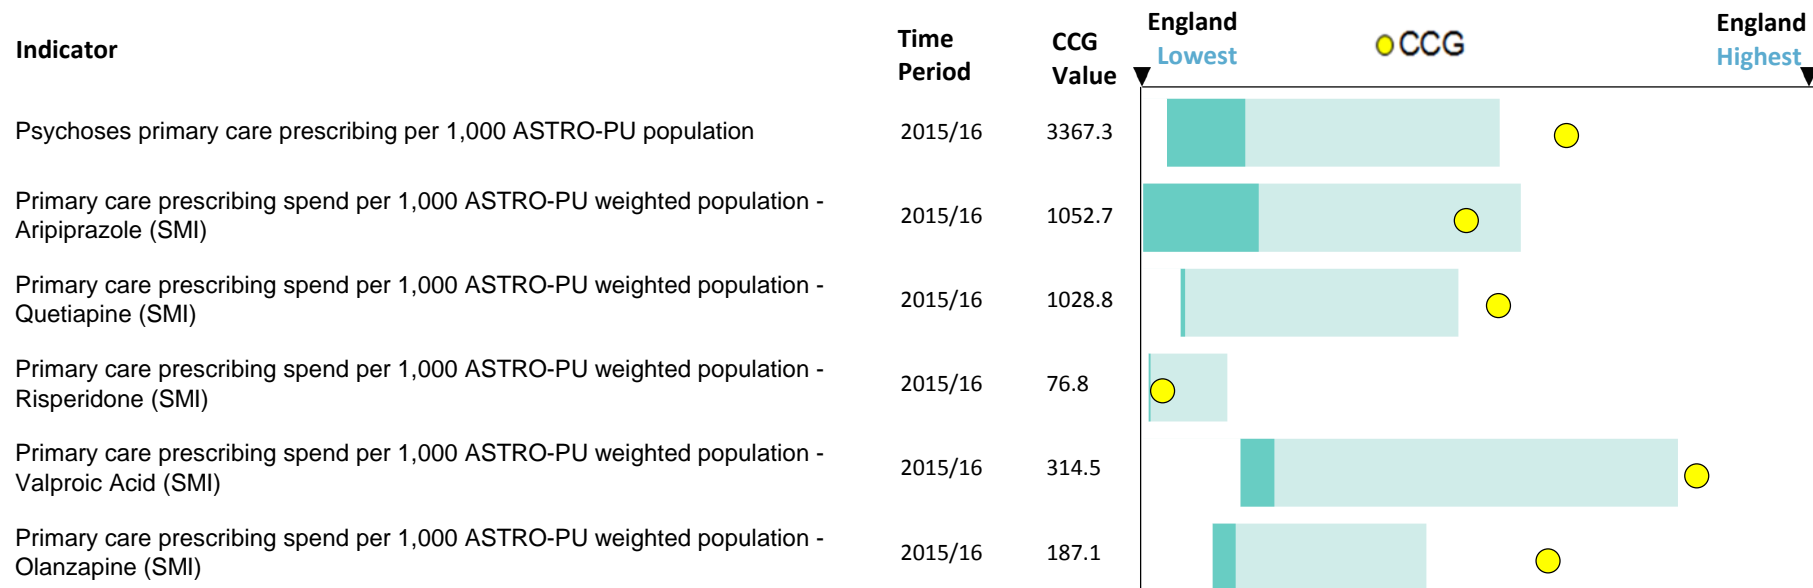 Indicator
Time
Period
CCG
Value
England
Lowest
CCG
England
Highest
Psychoses primary care prescribing per 1,000 ASTRO-PU population
2015/16
3367.3
Primary care prescribing spend per 1,000 ASTRO-PU weighted population -
Aripiprazole (SMI)
2015/16
1052.7
Primary care prescribing spend per 1,000 ASTRO-PU weighted population -
Quetiapine (SMI)
2015/16
1028.8
Primary care prescribing spend per 1,000 ASTRO-PU weighted population -
Risperidone (SMI)
2015/16
76.8
Primary care prescribing spend per 1,000 ASTRO-PU weighted population -
Valproic Acid (SMI)
2015/16
314.5
Primary care prescribing spend per 1,000 ASTRO-PU weighted population -
Olanzapine (SMI)
2015/16
187.1